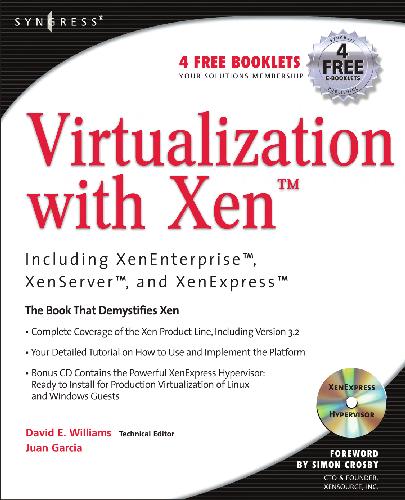 SYNGRESS®
4 FREE BOOKLETS
YOUR SOLUTIONS MEMBERSHIP
4
FREE
E-BOOKLETS
Virtualization
with Xen™
Including XenEnterprise™,
XenServer™, and XenExpress™
The Book That Demystifies Xen
• Complete Coverage of the Xen Product Line, Including Version 3.2
• Your Detailed Tutorial on How to Use and Implement the Platform
• Bonus CD Contains the Powerful XenExpress Hypervisor:
Ready to Install for Production Virtualization of Linux
and Windows Guests
XenExpress
Hypervisor
David E. Williams Technical Editor
Juan Garcia
FOREWORD
BY SIMON CROSBY
CTO & FOUNDER,
XENSOURCE, INC.